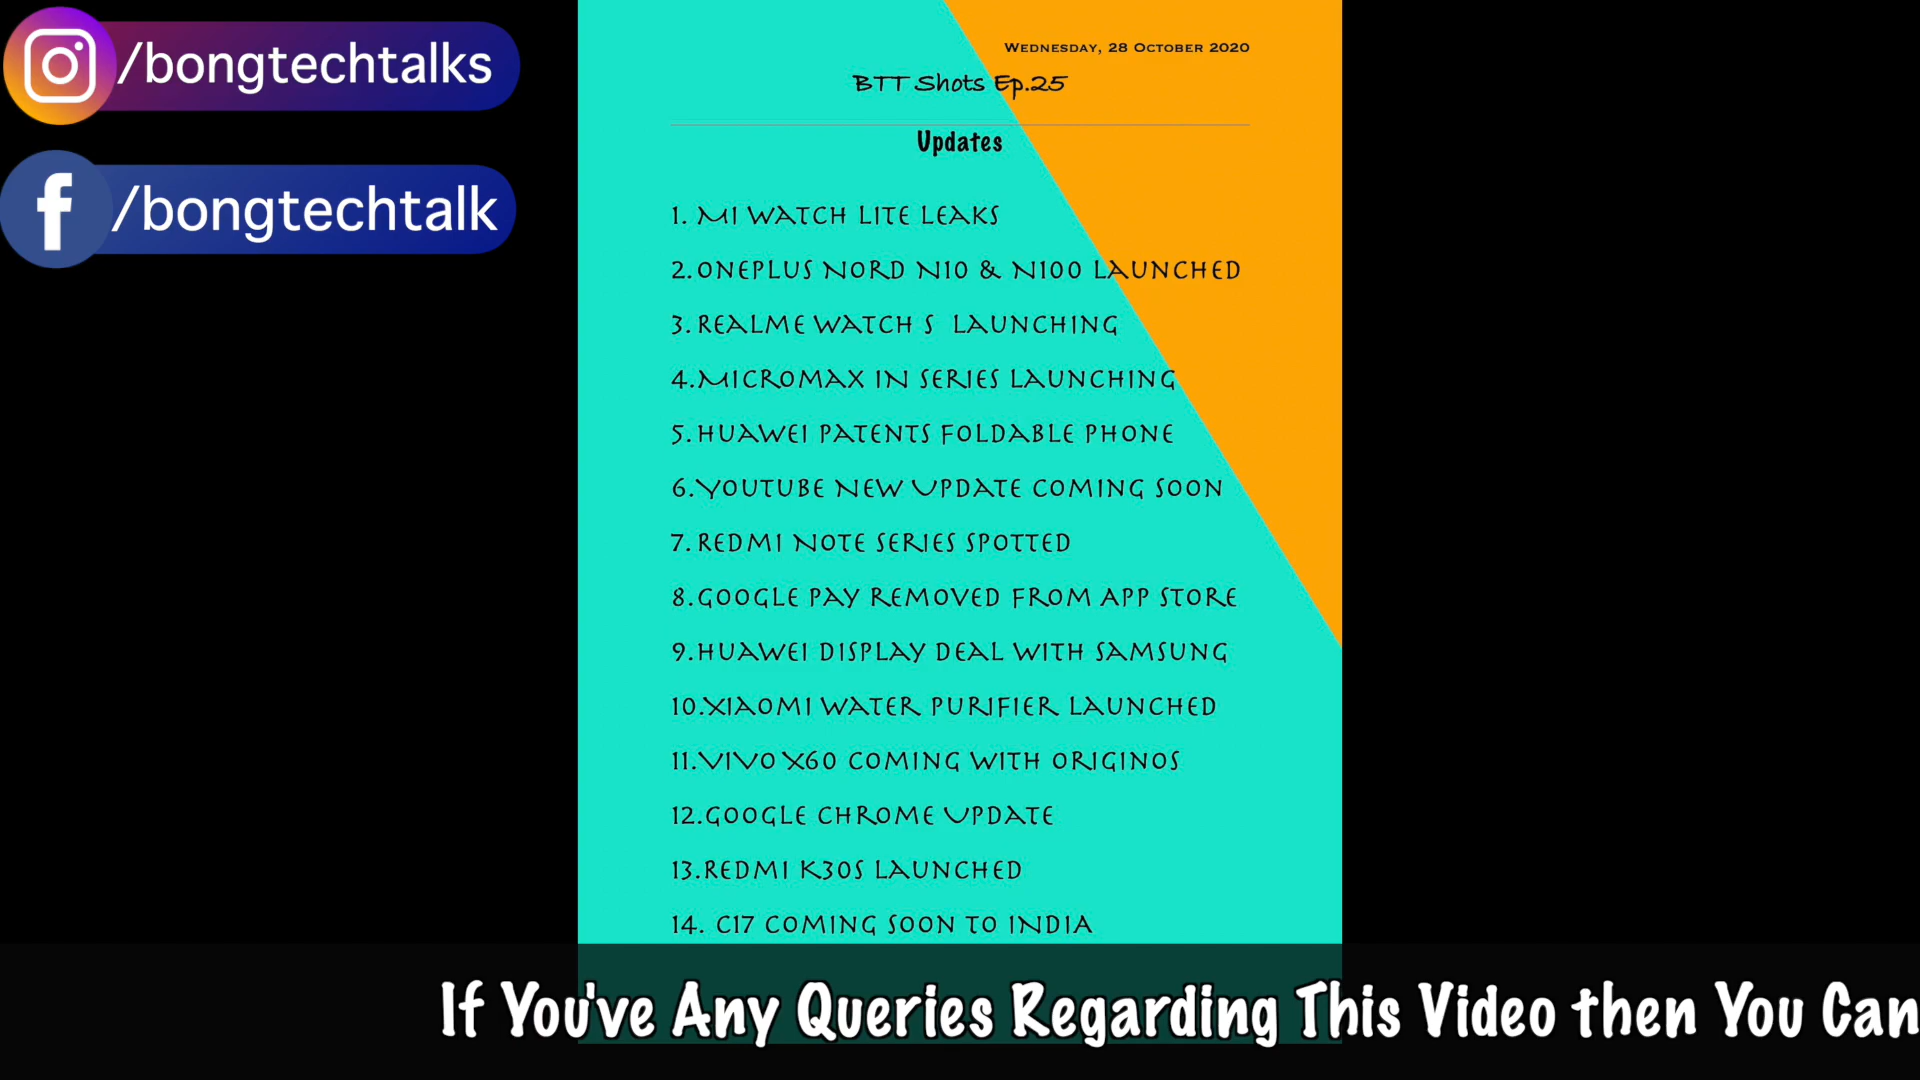 /bongtechtalks
/bongtechtalk
Wednesday, 28 October 2020
BTT Shots Ep.25
Updates
1. MI WATCH LITE LEAKS
2. ONEPLUS NORD N10 & N100 LAUNCHED
3. REALME WATCH S LAUNCHING
4. MICROMAX IN SERIES LAUNCHING
5. HUAWEI PATENTS FOLDABLE PHONE
6. YOUTUBE NEW UPDATE COMING SOON
7. REDMI NOTE SERIES SPOTTED
8. GOOGLE PAY REMOVED FROM APP STORE
9. HUAWEI DISPLAY DEAL WITH SAMSUNG
10. XIAOMI WATER PURIFIER LAUNCHED
11. VIVO X60 COMING WITH ORIGINOS
12. GOOGLE CHROME UPDATE
13. REDMI K30S LAUNCHED
14. C17 COMING SOON TO INDIA
If You've Any Queries Regarding This Video then You Can